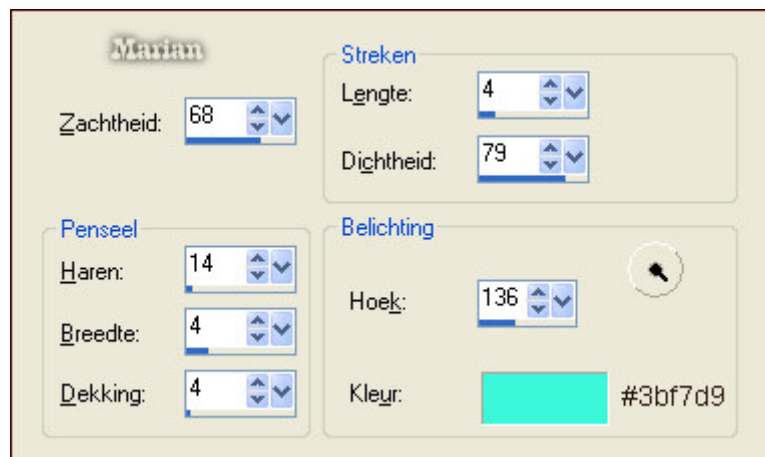 Marian
Zachtheid: 68
Streken
Lengte: 4
Dichtheid: 79
Penseel
Haren: 14
Breedte: 4
Dekking: 4
Belichting
Hoek: 136
Kleur: #3bf7d9